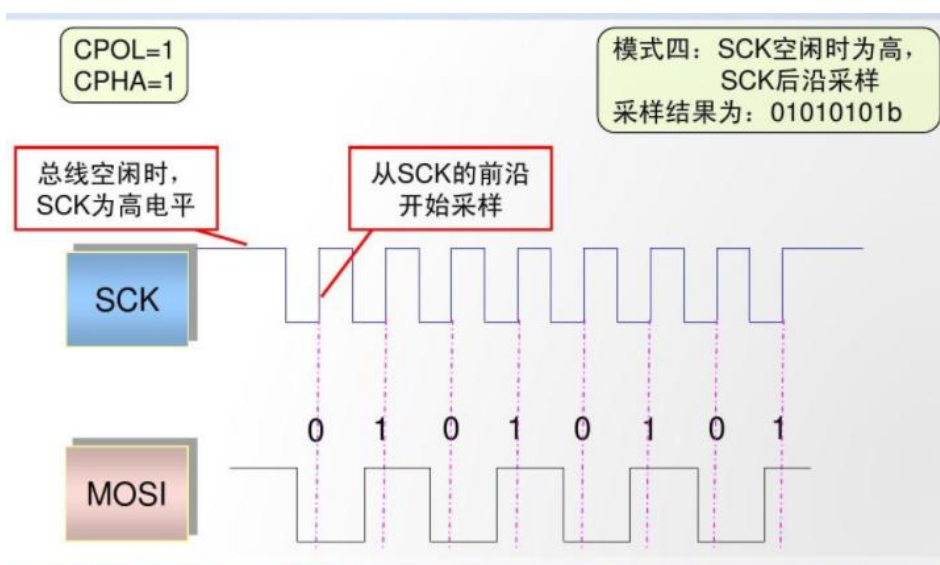 CPOL=1
CPHA=1
模式四：SCK空闲时为高，
SCK后沿采样
采样结果为：01010101b
总线空闲时，
SCK为高电平
从SCK的前沿
开始采样
SCK
0 1 0 1 0 1 0 1
MOSI